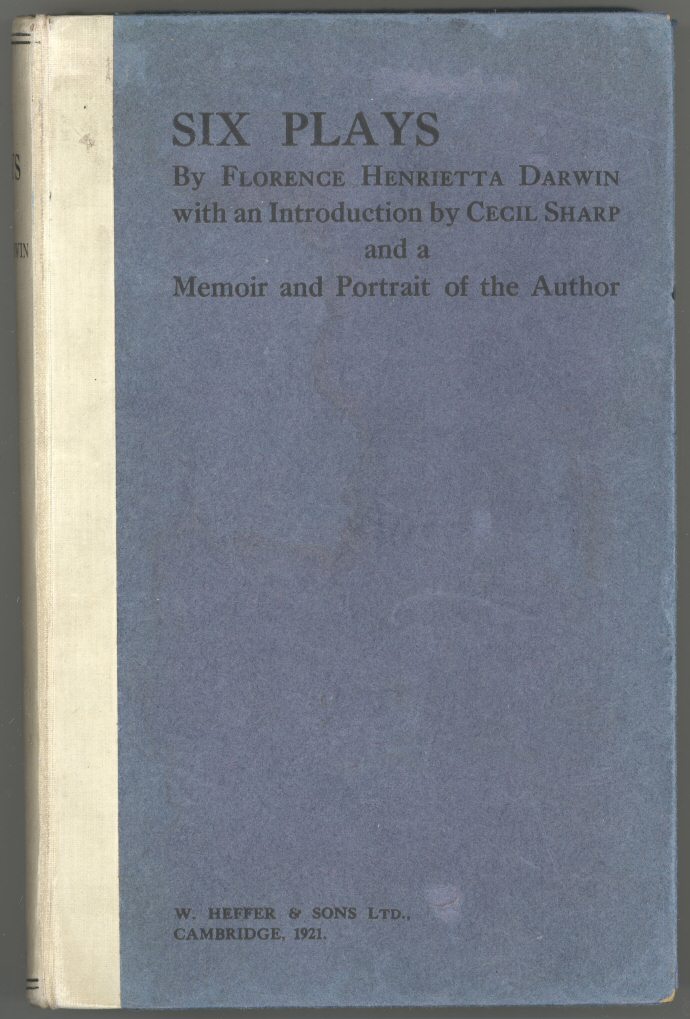 SIX PLAYS
By FLORENCE HENRIETTA DARWIN
with an Introduction by CECIL SHARP
and a
Memoir and Portrait of the Author
W. HEFFER & SONS LTD.,
CAMBRIDGE, 1921.